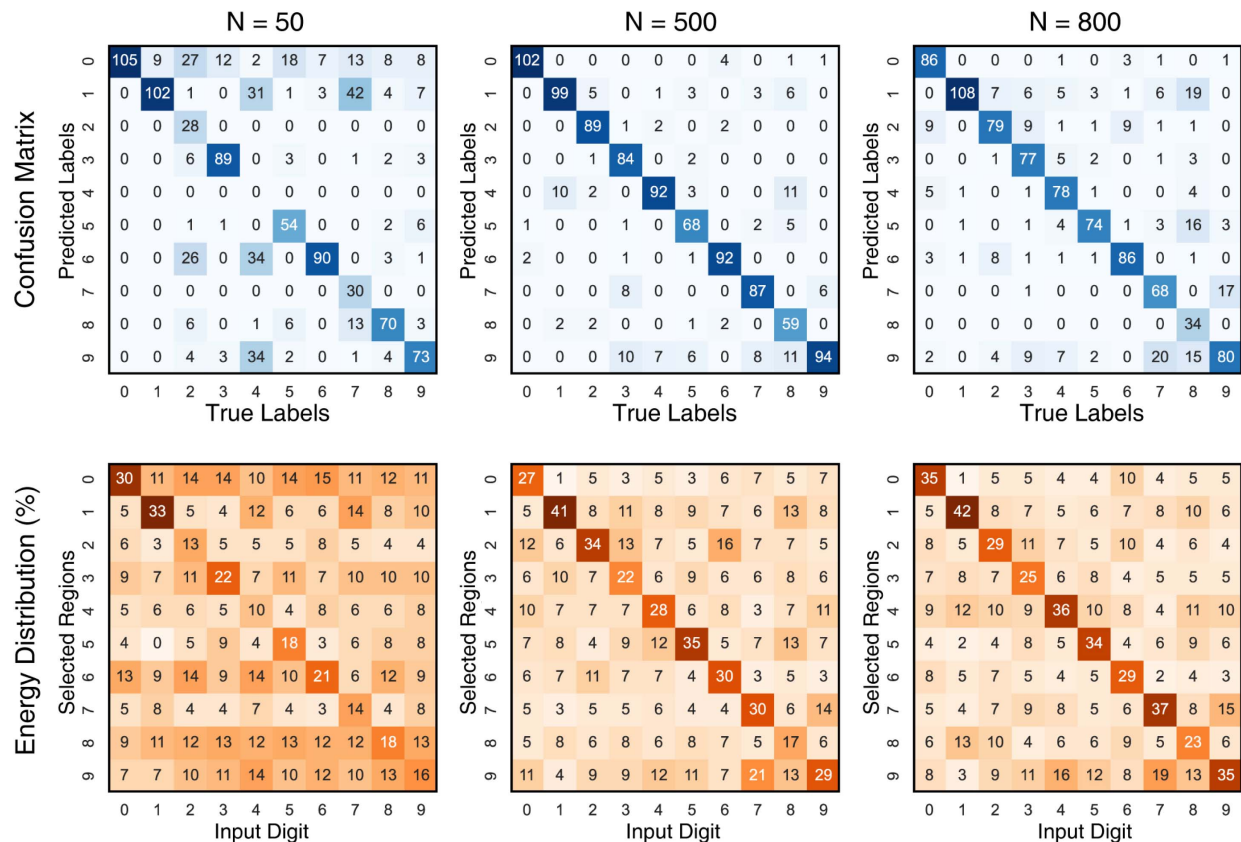 N = 50 N = 500 N = 800
Confusion Matrix
Predicted Labels
0 105 9 27 12 2 18 7 13 8 8
1 0 102 1 0 31 1 3 42 4 7
2 0 0 28 0 0 0 0 0 0 0
3 0 0 6 89 0 3 0 1 2 3
4 0 0 0 0 0 0 0 0 0 0
5 0 0 1 1 0 54 0 0 2 6
6 0 0 26 0 34 0 90 0 3 1
7 0 0 0 0 0 0 0 30 0 0
8 0 0 6 0 1 6 0 13 70 3
9 0 0 4 3 34 2 0 1 4 73
0 1 2 3 4 5 6 7 8 9
True Labels
Predicted Labels
0 102 0 0 0 0 0 4 0 1 1
1 0 99 5 0 1 3 0 3 6 0
2 0 0 89 1 2 0 2 0 0 0
3 0 0 1 84 0 2 0 0 0 0
4 0 10 2 0 92 3 0 0 11 0
5 1 0 0 1 0 68 0 2 5 0
6 2 0 0 1 0 1 92 0 0 0
7 0 0 0 8 0 0 0 87 0 6
8 0 2 2 0 0 1 2 0 59 0
9 0 0 0 10 7 6 0 8 11 94
0 1 2 3 4 5 6 7 8 9
True Labels
Predicted Labels
0 86 0 0 0 1 0 3 1 0 1
1 0 108 7 6 5 3 1 6 19 0
2 9 0 79 9 1 1 9 1 1 0
3 0 0 1 77 5 2 0 1 3 0
4 5 1 0 1 78 0 0 0 4 0
5 0 1 0 1 4 74 1 3 16 3
6 3 1 8 1 1 2 86 0 1 0
7 0 0 1 0 0 0 0 68 0 17
8 0 0 0 0 0 0 0 0 34 0
9 2 0 4 9 7 2 0 20 15 80
0 1 2 3 4 5 6 7 8 9
True Labels
Energy Distribution (%)
Selected Regions
0 30 11 14 14 10 14 15 11 12 11
1 5 33 5 4 12 6 6 14 8 10
2 6 3 13 5 5 5 8 5 4 4
3 9 7 11 22 7 11 7 10 10 10
4 5 6 6 5 10 4 8 6 6 8
5 4 0 5 9 4 18 3 6 8 8
6 13 9 14 9 14 10 21 6 12 9
7 5 8 4 4 7 4 3 14 4 8
8 9 11 12 13 12 13 12 12 18 13
9 7 7 10 11 14 10 12 10 13 16
0 1 2 3 4 5 6 7 8 9
Input Digit
Selected Regions
0 27 1 5 3 5 3 6 7 5 7
1 5 41 8 11 8 9 7 6 13 8
2 12 6 34 13 7 5 16 7 7 5
3 6 10 7 22 6 9 6 6 8 6
4 10 7 7 7 28 6 8 3 7 11
5 7 8 4 9 12 35 5 7 13 7
6 6 7 11 7 7 4 30 3 5 3
7 5 3 5 5 6 4 4 30 6 14
8 5 8 6 8 6 8 7 5 17 6
9 11 4 9 9 12 11 7 21 13 29
0 1 2 3 4 5 6 7 8 9
Input Digit
Selected Regions
0 35 1 5 5 4 4 10 4 5 5
1 5 42 8 7 5 6 7 8 10 6
2 8 5 29 11 7 5 10 4 6 4
3 7 8 7 25 6 8 4 5 5 5
4 9 12 10 9 36 10 8 4 11 10
5 4 2 4 8 5 34 4 6 9 6
6 8 5 7 5 4 5 29 2 4 3
7 5 4 7 9 8 5 6 37 8 15
8 6 13 10 4 6 6 9 5 23 6
9 8 3 9 11 16 12 8 19 13 35
0 1 2 3 4 5 6 7 8 9
Input Digit